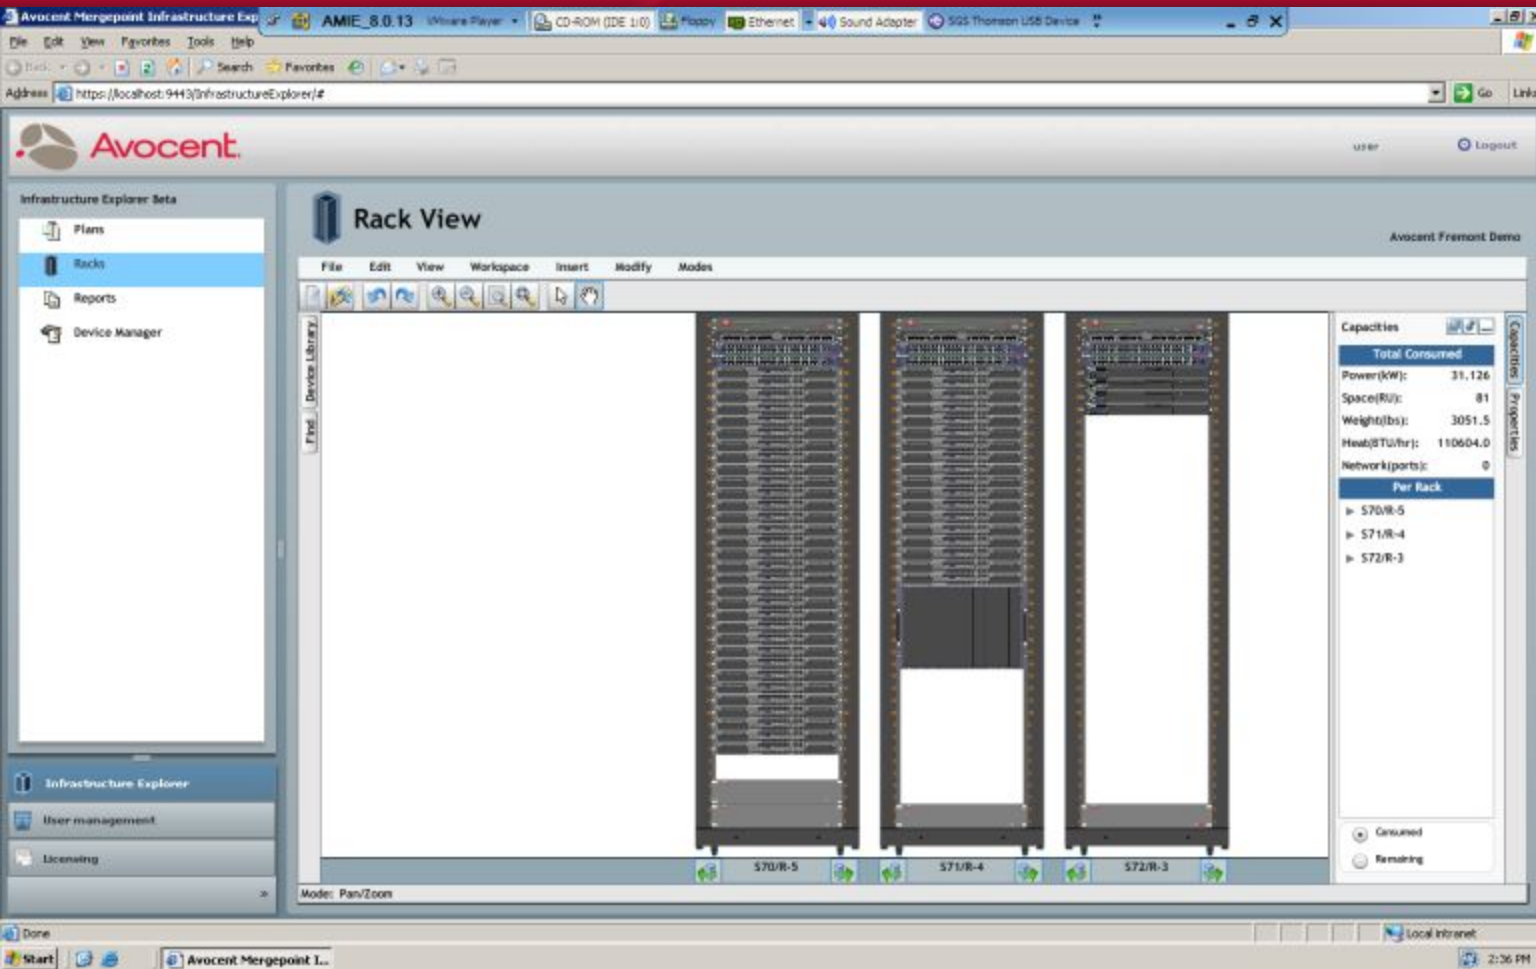 Avocent Mergepoint Infrastructure Exp
AMIE_8.0.13 VMware Player CD-ROM (IDE 1:0) Floppy Ethernet Sound Adapter SGS Thomson USB Device
File Edit View Favorites Tools Help
Back Search Favorites
Address https://localhost:9443/InfrastructureExplorer/# Go Links
Avocent.
user Logout
Infrastructure Explorer Beta
Plans
Racks
Reports
Device Manager
Infrastructure Explorer
User management
Licensing
»
Rack View
Avocent Fremont Demo
File Edit View Workspace Insert Modify Modes
Device Library
Find
Capacities
Total Consumed
Power(kW): 31.126
Space(RU): 81
Weight(lbs): 3051.5
Heat(BTU/hr): 110604.0
Network(ports): 0
Per Rack
S70/R-5
S71/R-4
S72/R-3
Consumed
Remaining
Capacities
Properties
S70/R-5 S71/R-4 S72/R-3
Mode: Pan/Zoom
Done Local intranet
Start Avocent Mergepoint I... 2:36 PM